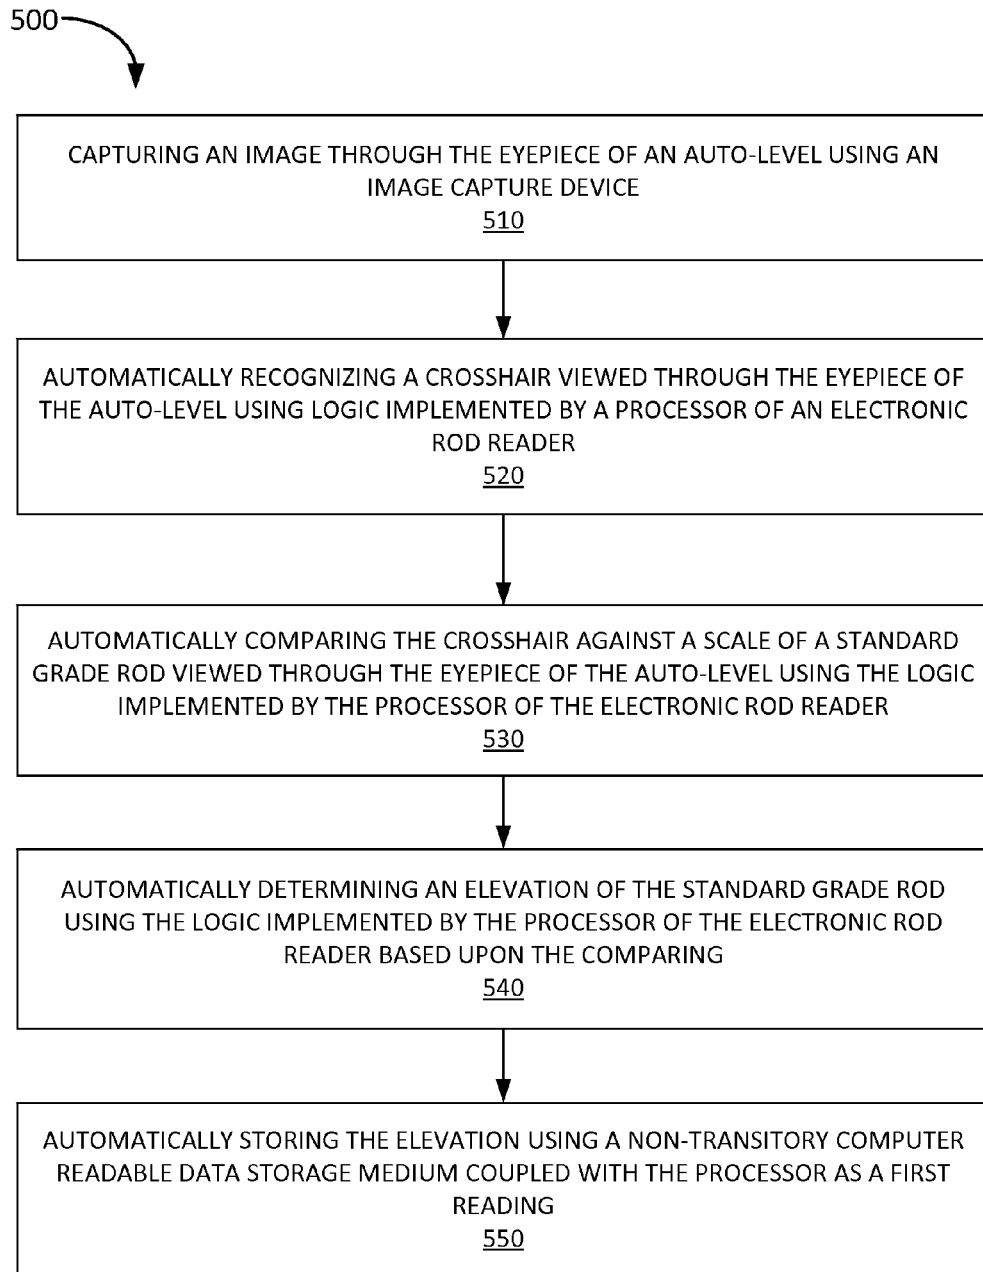 500
CAPTURING AN IMAGE THROUGH THE EYEPIECE OF AN AUTO-LEVEL USING AN
IMAGE CAPTURE DEVICE
510
AUTOMATICALLY RECOGNIZING A CROSSHAIR VIEWED THROUGH THE EYEPIECE OF
THE AUTO-LEVEL USING LOGIC IMPLEMENTED BY A PROCESSOR OF AN ELECTRONIC
ROD READER
520
AUTOMATICALLY COMPARING THE CROSSHAIR AGAINST A SCALE OF A STANDARD
GRADE ROD VIEWED THROUGH THE EYEPIECE OF THE AUTO-LEVEL USING THE LOGIC
IMPLEMENTED BY THE PROCESSOR OF THE ELECTRONIC ROD READER
530
AUTOMATICALLY DETERMINING AN ELEVATION OF THE STANDARD GRADE ROD
USING THE LOGIC IMPLEMENTED BY THE PROCESSOR OF THE ELECTRONIC ROD
READER BASED UPON THE COMPARING
540
AUTOMATICALLY STORING THE ELEVATION USING A NON-TRANSITORY COMPUTER
READABLE DATA STORAGE MEDIUM COUPLED WITH THE PROCESSOR AS A FIRST
READING
550